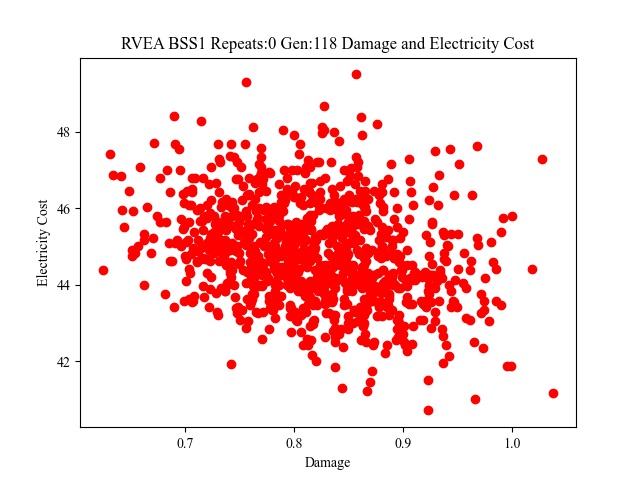 RVEA BSS1 Repeats:0 Gen:118 Damage and Electricity Cost
48
46
44
42
Electricity Cost
0.7 0.8 0.9 1.0
Damage